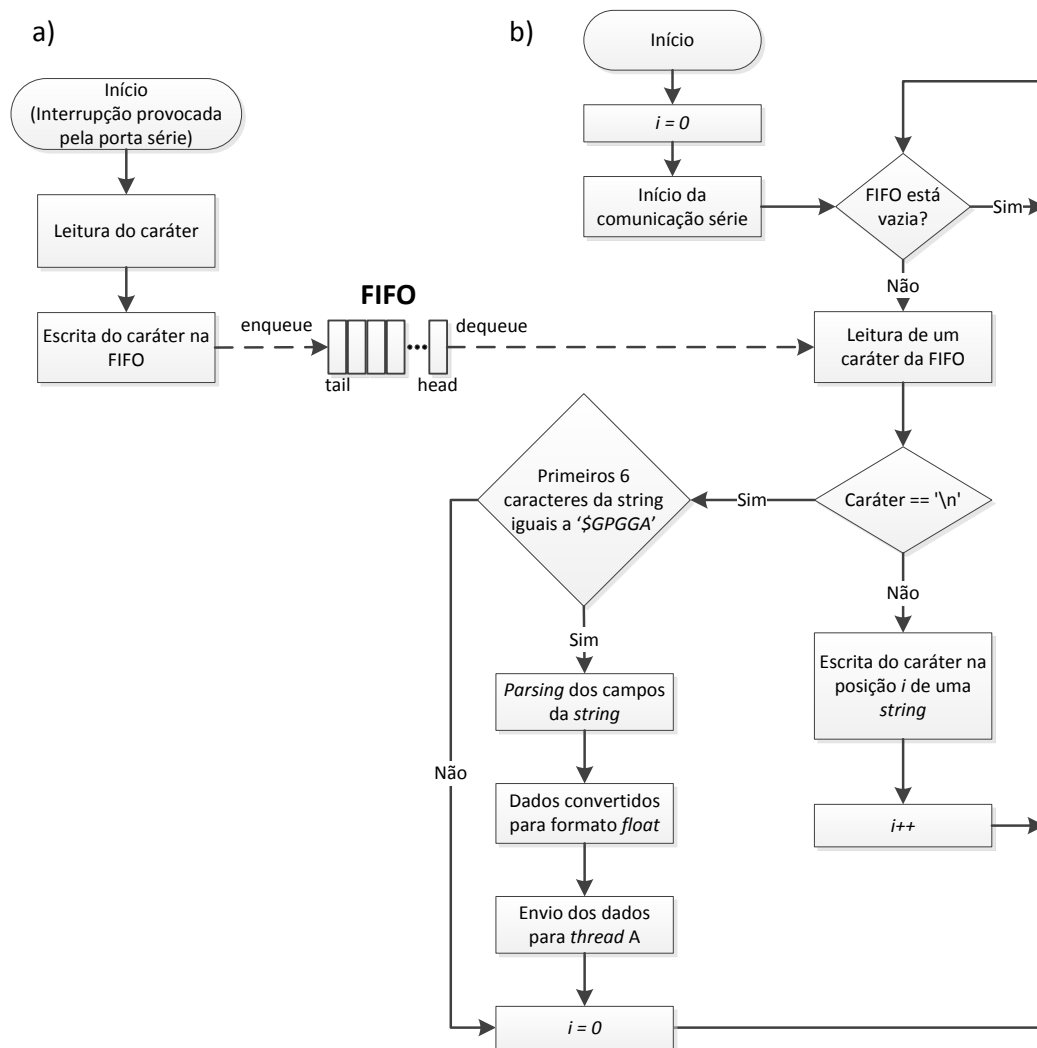 a)
Início
(Interrupção provocada
pela porta série)
Leitura do caráter
Escrita do caráter na
FIFO
enqueue
FIFO
tail
head
dequeue
b)
Início
i = 0
Início da
comunicação série
FIFO está
vazia?
Sim
Não
Leitura de um
caráter da FIFO
Caráter == '\n'
Sim
Não
Primeiros 6
caracteres da string
iguais a ‘$GPGGA’
Sim
Não
Parsing dos campos
da string
Dados convertidos
para formato float
Envio dos dados
para thread A
i = 0
Escrita do caráter na
posição i de uma
string
i++